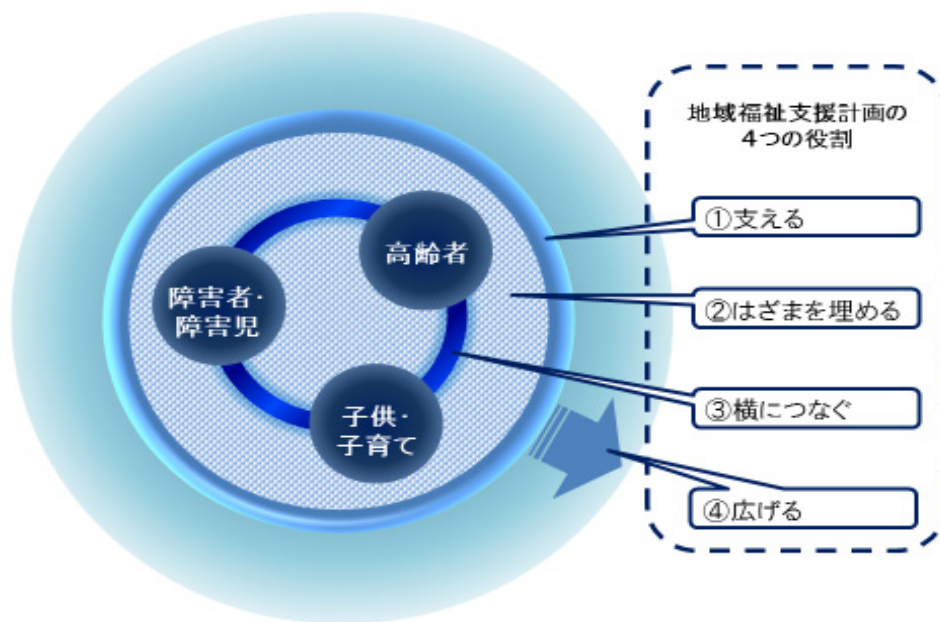 地域福祉支援計画の
4つの役割
高齢者
①支える
障害者・
障害児
②はざまを埋める
子供・
子育て
③横につなぐ
④広げる